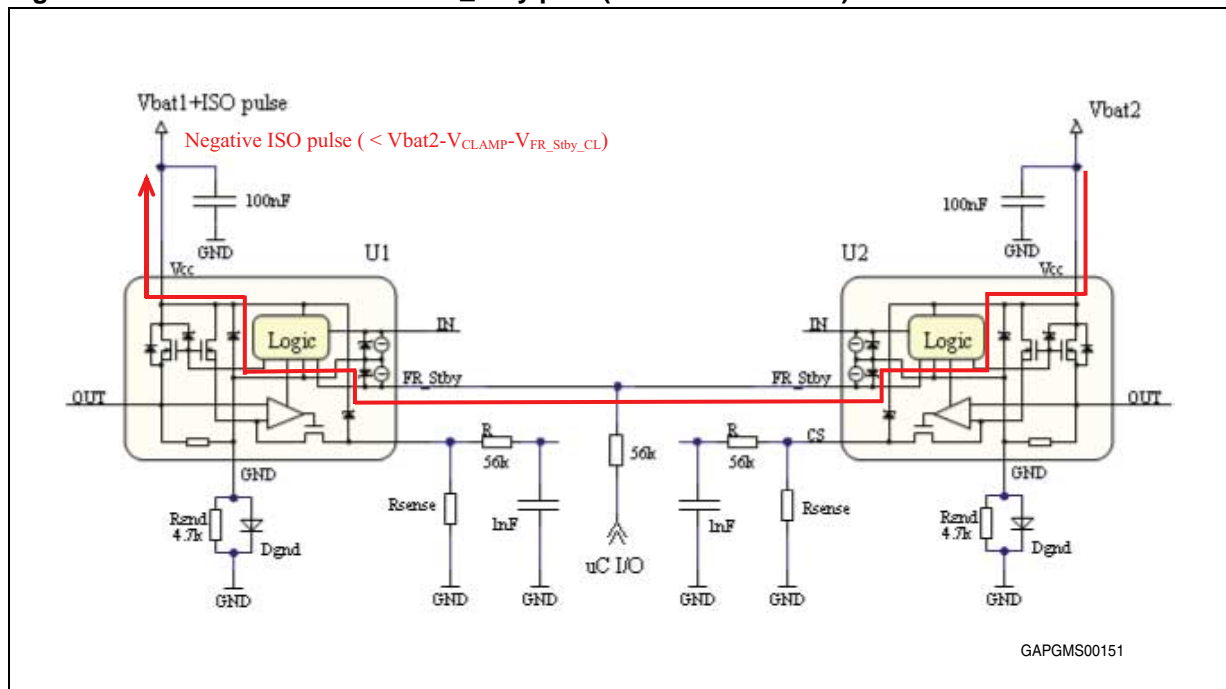 Vbat1+ISO pulse
Vbat2
Negative ISO pulse ( < Vbat2-VCLAMP-VFR_Stby_CL)
100nF
100nF
GND
GND
U1
U2
Vcc
Vcc
IN
IN
Logic
Logic
FR_Stby
FR_Stby
OUT
OUT
CS
R
56k
56k
R
56k
GND
GND
Rgnd
4.7k
Dgnd
Rsense
1nF
uC I/O
1nF
Rsense
Rgnd
4.7k
Dgnd
GND
GND
GND
GND
GND
GND
GAPGMS00151